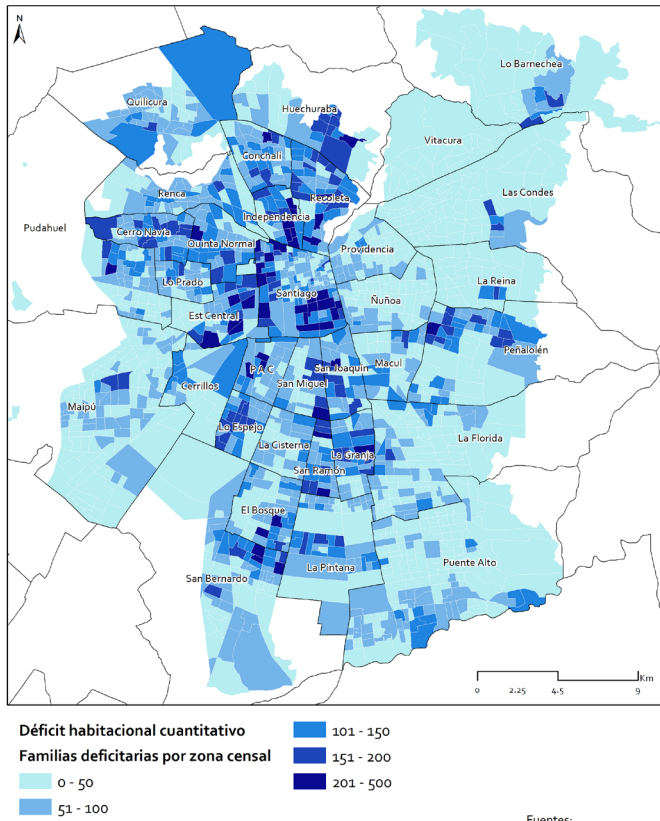 N
Lo Barnechea
Quilicura
Huechuraba
Vitacura
Conchalí
Las Condes
Renca
Recoleta
Independencia
Pudahuel
Cerro Navia
Quinta Normal
Providencia
Lo Prado
La Reina
Santiago
Ñuñoa
Est Central
Peñalolén
P A C
San Joaquín
Macul
Cerrillos
San Miguel
Maipú
Lo Espejo
La Cisterna
La Florida
La Granja
San Ramón
El Bosque
La Pintana
Puente Alto
San Bernardo
Km
0 2.25 4.5 9
Déficit habitacional cuantitativo
Familias deficitarias por zona censal
0 - 50
51 - 100
101 - 150
151 - 200
201 - 500
Fuentes: